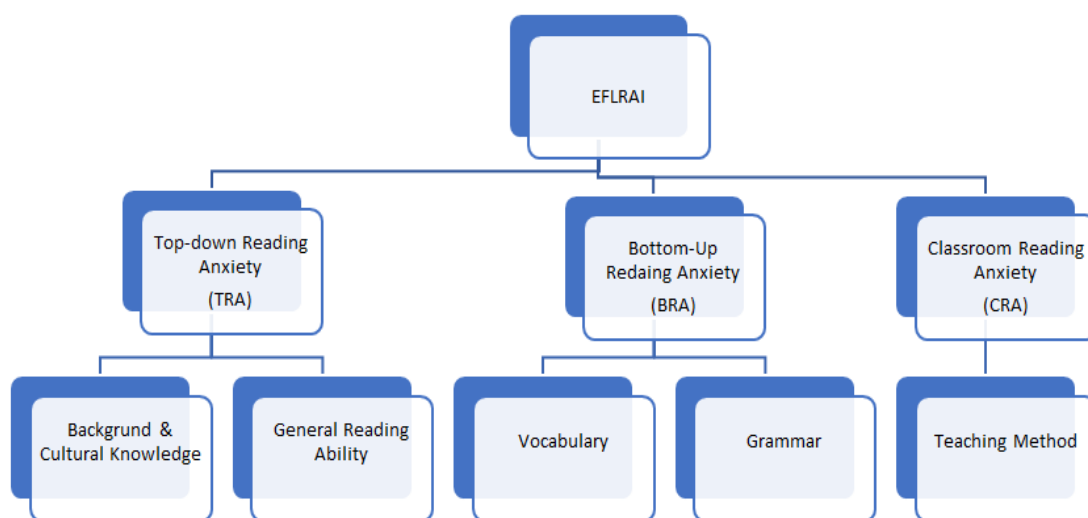 EFLRAI
Top-down Reading
Anxiety
(TRA)
Bottom-Up
Redaing Anxiety
(BRA)
Classroom Reading
Anxiety
(CRA)
Backgrund &
Cultural Knowledge
General Reading
Ability
Vocabulary
Grammar
Teaching Method